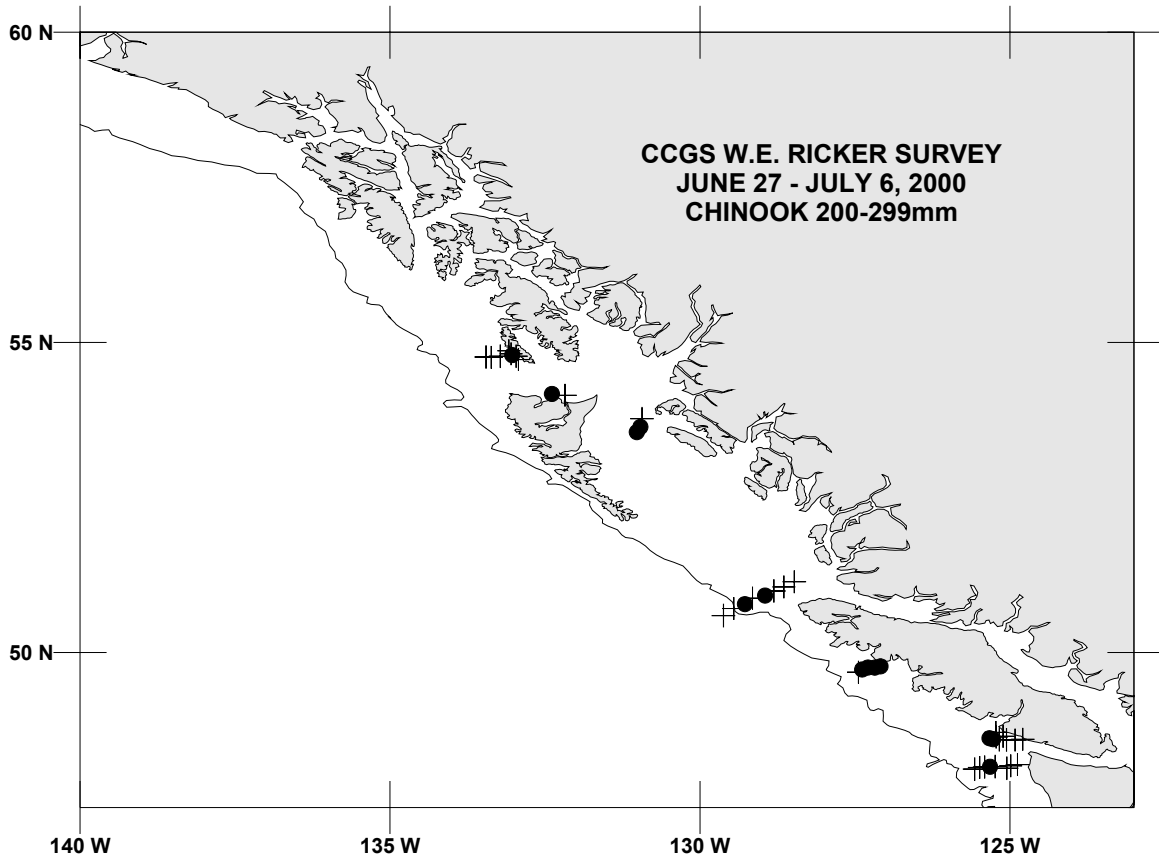 60 N
CCGS W.E. RICKER SURVEY
JUNE 27 - JULY 6, 2000
CHINOOK 200-299mm
55 N
50 N
140 W
135 W
130 W
125 W